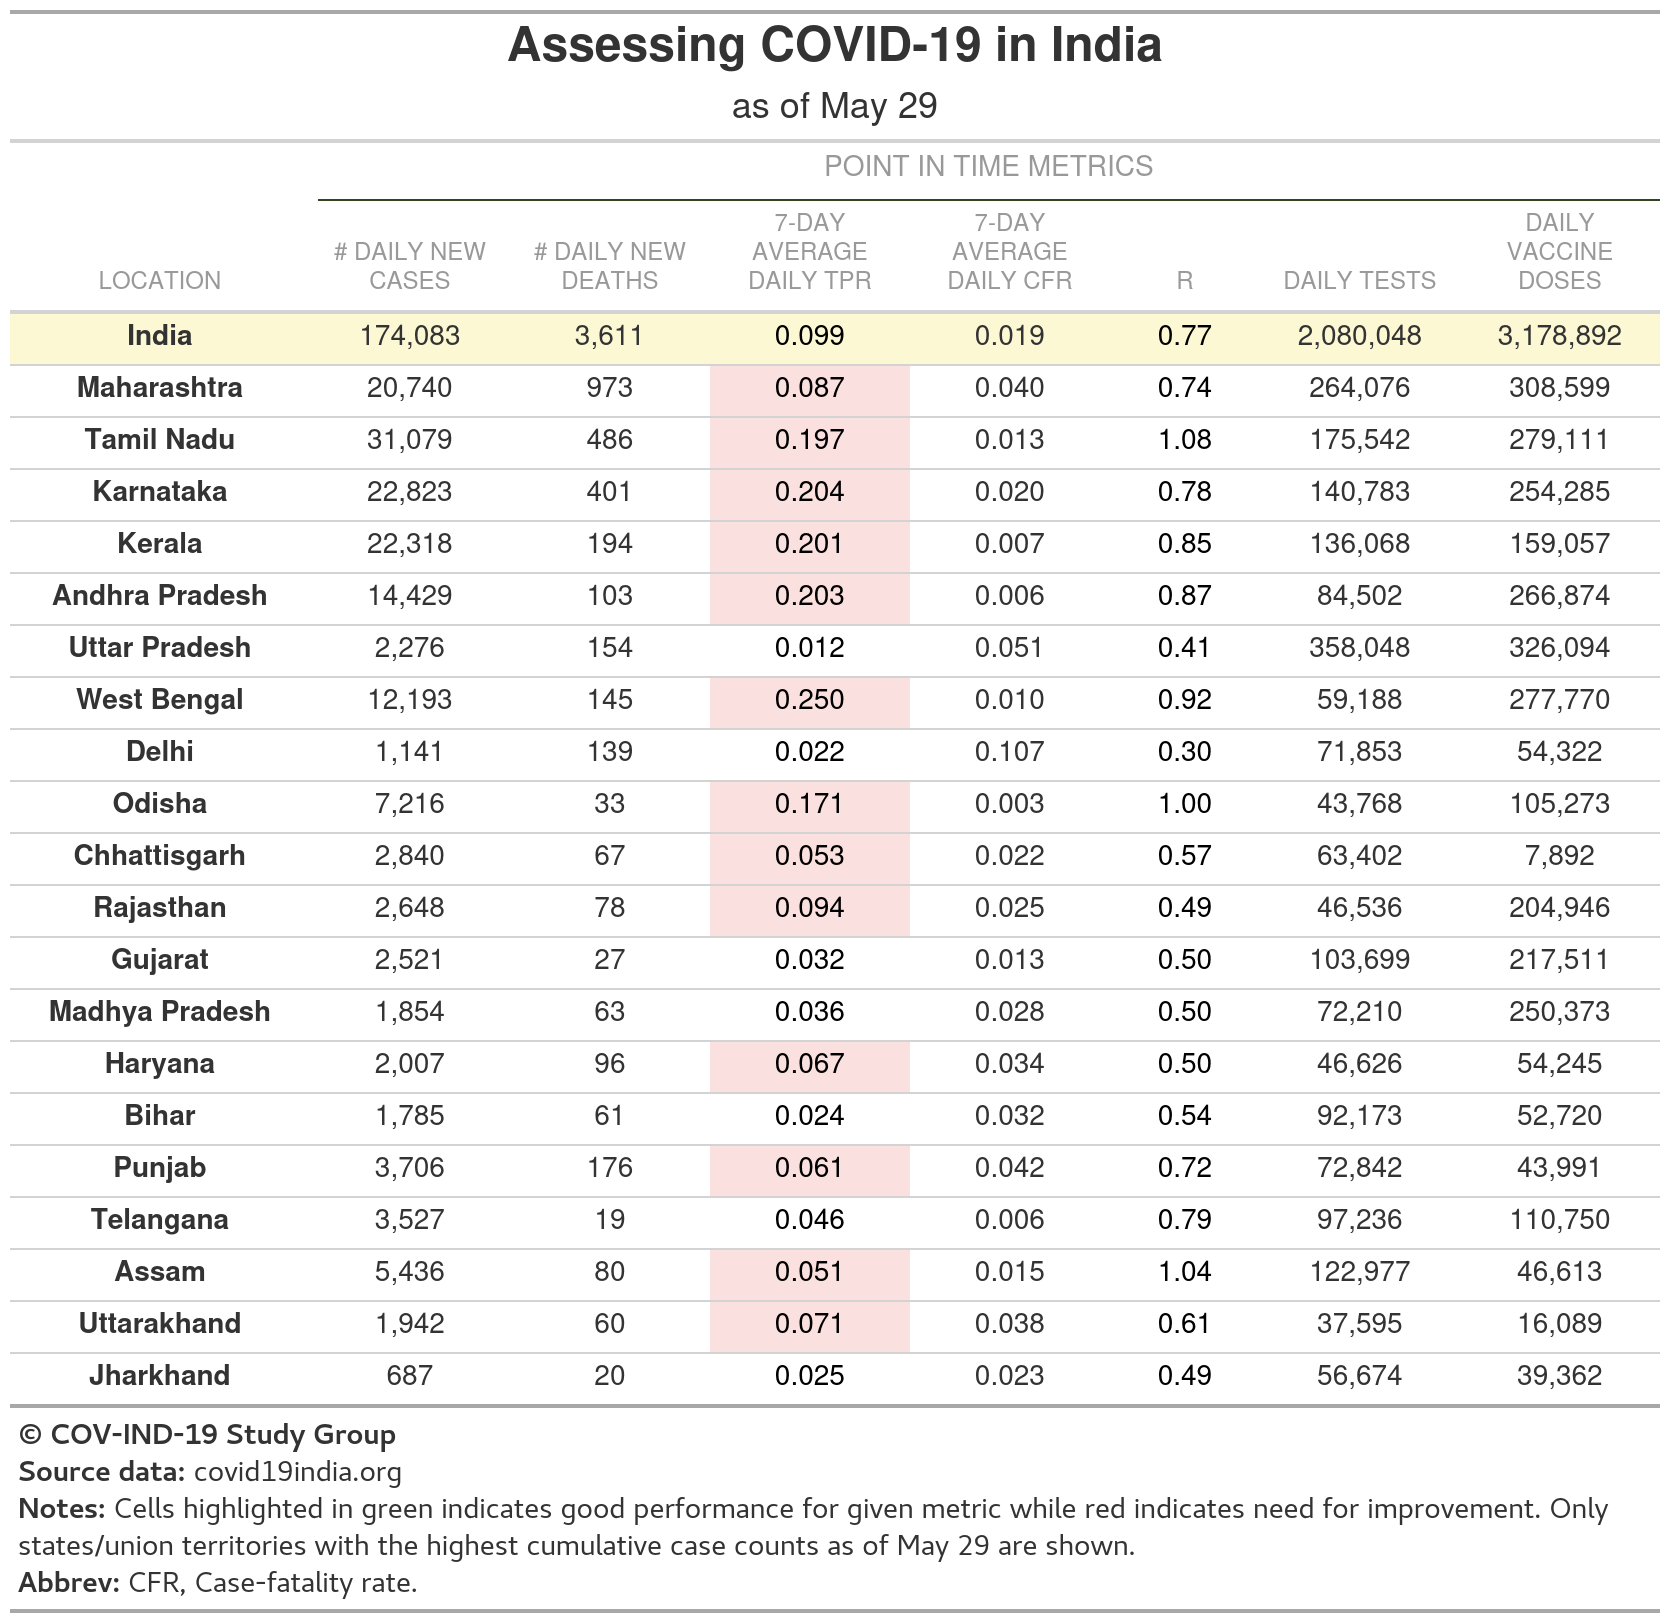 Assessing COVID-19 in India
as of May 29
POINT IN TIME METRICS
LOCATION # DAILY NEW CASES # DAILY NEW DEATHS 7-DAY AVERAGE DAILY TPR 7-DAY AVERAGE DAILY CFR R DAILY TESTS DAILY VACCINE DOSES
India 174,083 3,611 0.099 0.019 0.77 2,080,048 3,178,892
Maharashtra 20,740 973 0.087 0.040 0.74 264,076 308,599
Tamil Nadu 31,079 486 0.197 0.013 1.08 175,542 279,111
Karnataka 22,823 401 0.204 0.020 0.78 140,783 254,285
Kerala 22,318 194 0.201 0.007 0.85 136,068 159,057
Andhra Pradesh 14,429 103 0.203 0.006 0.87 84,502 266,874
Uttar Pradesh 2,276 154 0.012 0.051 0.41 358,048 326,094
West Bengal 12,193 145 0.250 0.010 0.92 59,188 277,770
Delhi 1,141 139 0.022 0.107 0.30 71,853 54,322
Odisha 7,216 33 0.171 0.003 1.00 43,768 105,273
Chhattisgarh 2,840 67 0.053 0.022 0.57 63,402 7,892
Rajasthan 2,648 78 0.094 0.025 0.49 46,536 204,946
Gujarat 2,521 27 0.032 0.013 0.50 103,699 217,511
Madhya Pradesh 1,854 63 0.036 0.028 0.50 72,210 250,373
Haryana 2,007 96 0.067 0.034 0.50 46,626 54,245
Bihar 1,785 61 0.024 0.032 0.54 92,173 52,720
Punjab 3,706 176 0.061 0.042 0.72 72,842 43,991
Telangana 3,527 19 0.046 0.006 0.79 97,236 110,750
Assam 5,436 80 0.051 0.015 1.04 122,977 46,613
Uttarakhand 1,942 60 0.071 0.038 0.61 37,595 16,089
Jharkhand 687 20 0.025 0.023 0.49 56,674 39,362
© COV-IND-19 Study Group
Source data: covid19india.org
Notes: Cells highlighted in green indicates good performance for given metric while red indicates need for improvement. Only
states/union territories with the highest cumulative case counts as of May 29 are shown.
Abbrev: CFR, Case-fatality rate.